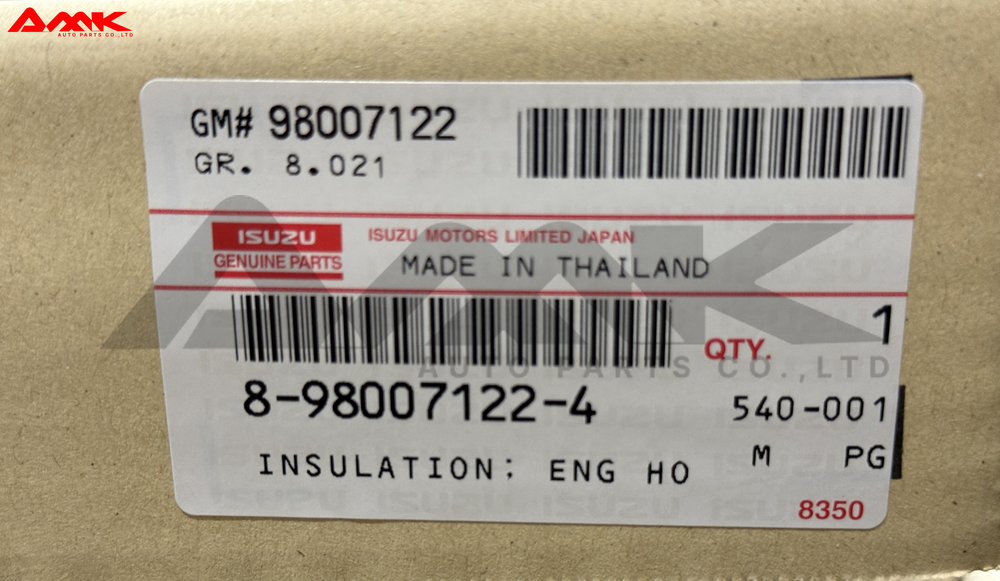 AMK
AUTO PARTS CO.,LTD
GM# 98007122
GR. 8.021
ISUZU
GENUINE PARTS
ISUZU MOTORS LIMITED JAPAN
MADE IN THAILAND
AMK
AUTO PARTS CO.,LTD
QTY. 1
8-98007122-4
540-001
INSULATION; ENG HO
M PG
8350